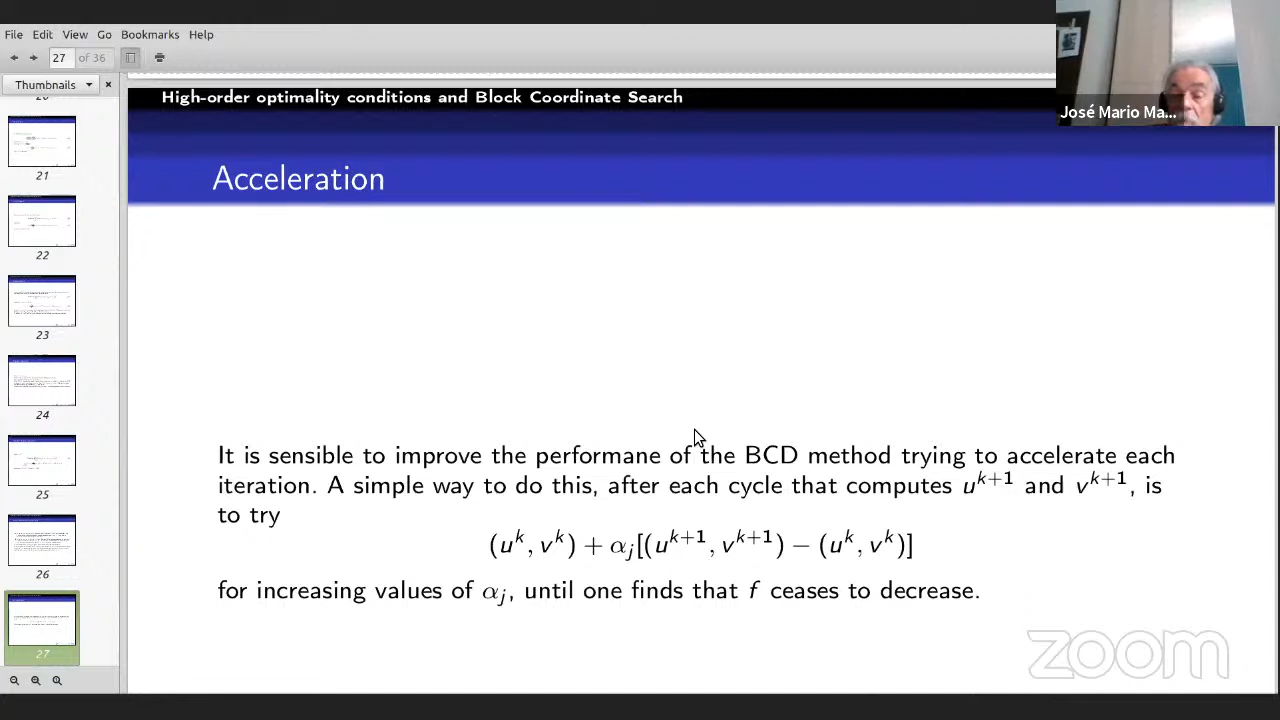 File Edit View Go Bookmarks Help
27 of 36
Thumbnails
High-order optimality conditions and Block Coordinate Search
José Mario Ma...
Acceleration
20
21
22
23
24
25
26
27
It is sensible to improve the performane of the BCD method trying to accelerate each
iteration. A simple way to do this, after each cycle that computes u^{k+1} and v^{k+1}, is
to try
(u^k, v^k) + α_j[(u^{k+1}, v^{k+1}) − (u^k, v^k)]
for increasing values of α_j, until one finds that f ceases to decrease.
zoom